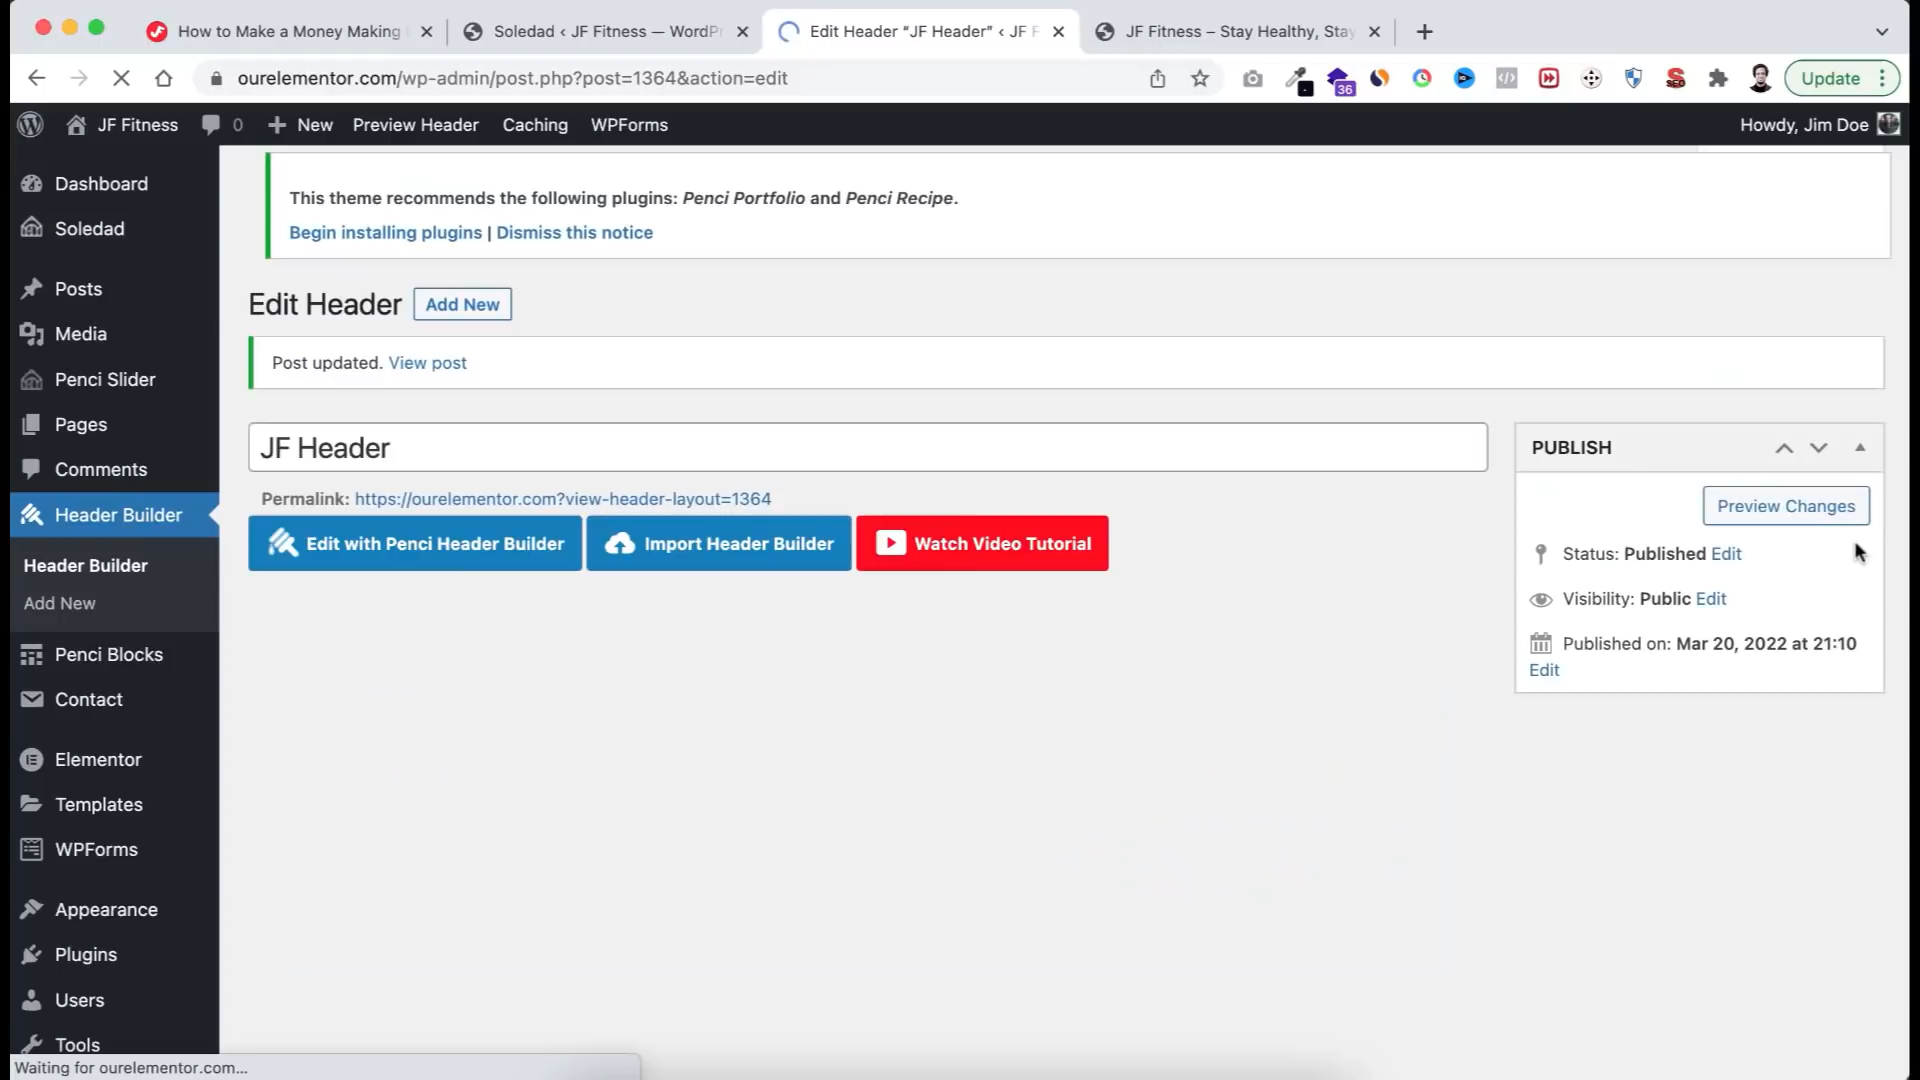 How to Make a Money Making
Soledad ‹ JF Fitness — WordPr
Edit Header "JF Header" ‹ JF F
JF Fitness – Stay Healthy, Stay
ourelementor.com/wp-admin/post.php?post=1364&action=edit
36
SEO
Update
JF Fitness
0
New
Preview Header
Caching
WPForms
Howdy, Jim Doe
Dashboard
Soledad
Posts
Media
Penci Slider
Pages
Comments
Header Builder
Header Builder
Add New
Penci Blocks
Contact
Elementor
Templates
WPForms
Appearance
Plugins
Users
Tools
This theme recommends the following plugins: Penci Portfolio and Penci Recipe.
Begin installing plugins | Dismiss this notice
Edit Header
Add New
Post updated. View post
JF Header
Permalink: https://ourelementor.com?view-header-layout=1364
Edit with Penci Header Builder
Import Header Builder
Watch Video Tutorial
PUBLISH
Preview Changes
Status: Published Edit
Visibility: Public Edit
Published on: Mar 20, 2022 at 21:10
Edit
Waiting for ourelementor.com...